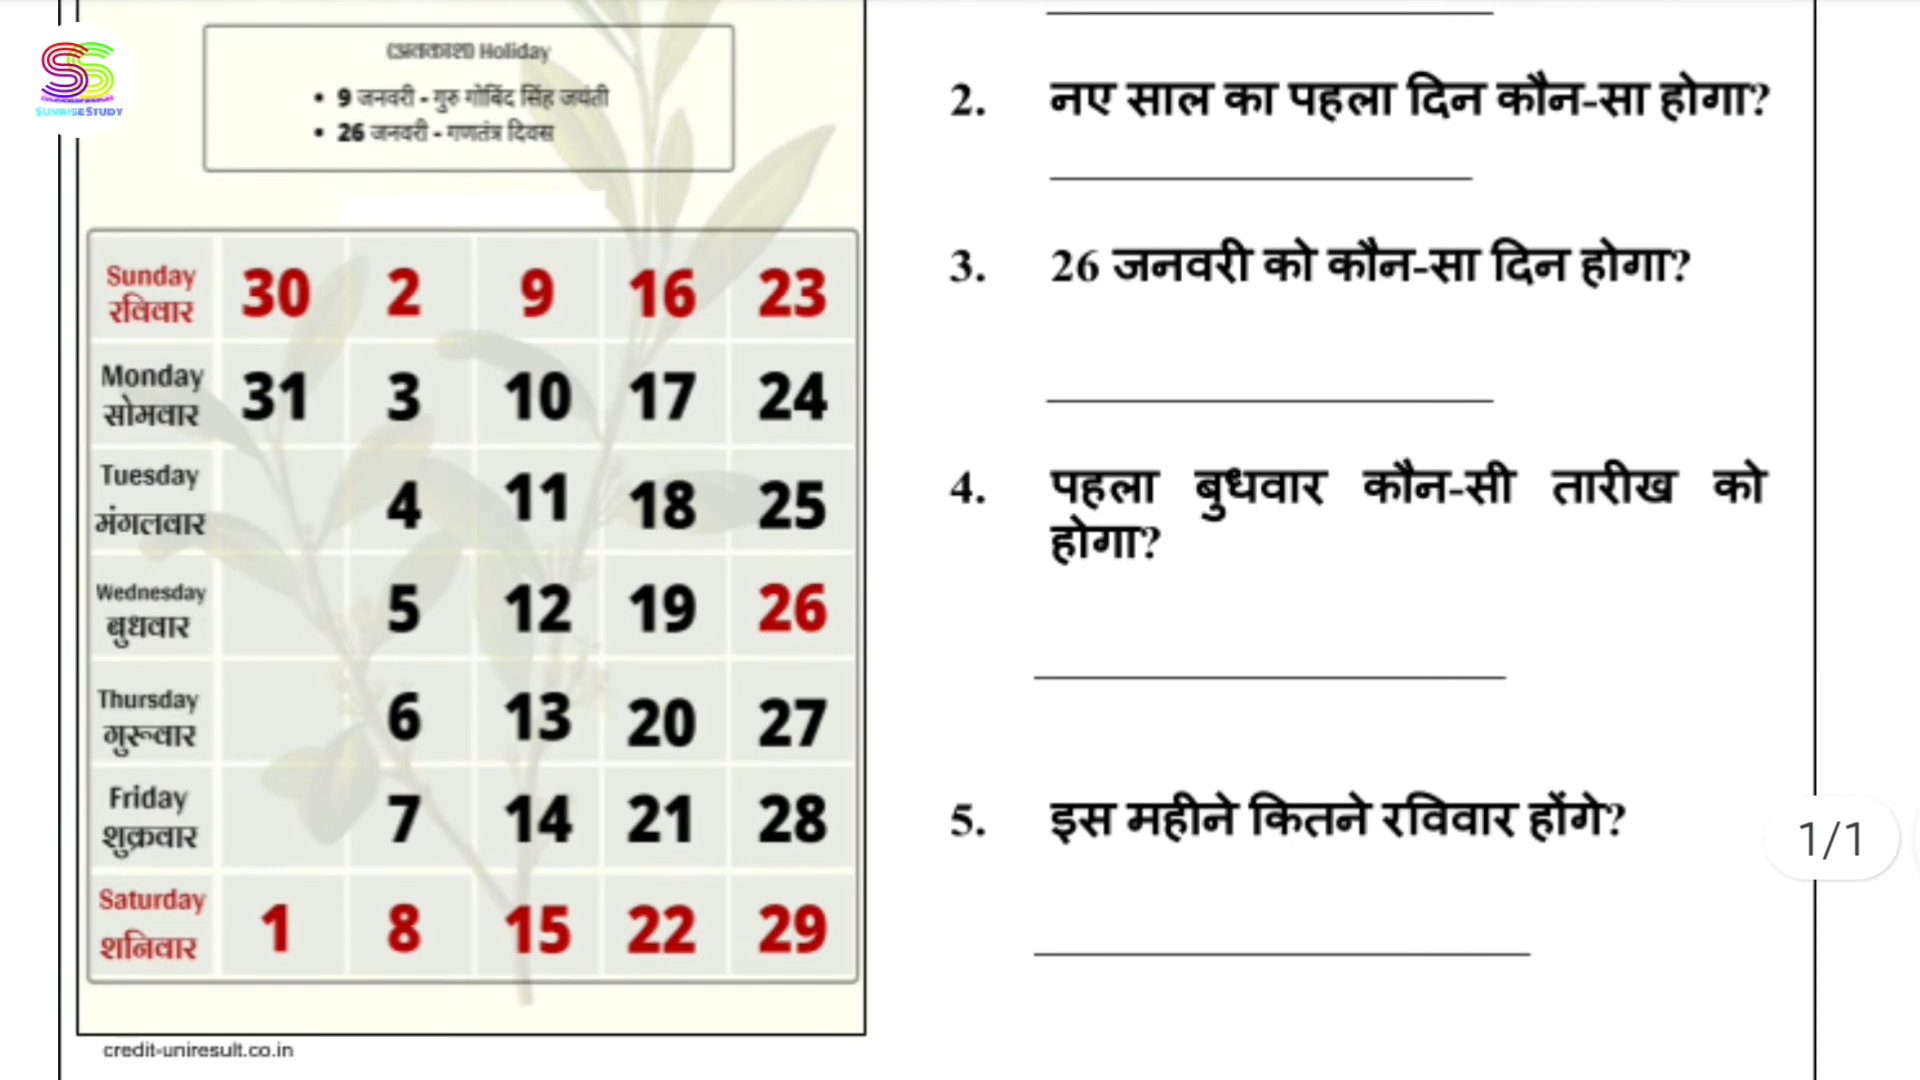 SS
SUNRISESTUDY
(अवकाश) Holiday
• 9 जनवरी - गुरु गोबिंद सिंह जयंती
• 26 जनवरी - गणतंत्र दिवस
Sunday
रविवार
30 2 9 16 23
Monday
सोमवार
31 3 10 17 24
Tuesday
मंगलवार
4 11 18 25
Wednesday
बुधवार
5 12 19 26
Thursday
गुरूवार
6 13 20 27
Friday
शुक्रवार
7 14 21 28
Saturday
शनिवार
1 8 15 22 29
credit-uniresult.co.in
2. नए साल का पहला दिन कौन-सा होगा?
3. 26 जनवरी को कौन-सा दिन होगा?
4. पहला बुधवार कौन-सी तारीख को
होगा?
5. इस महीने कितने रविवार होंगे?
1/1